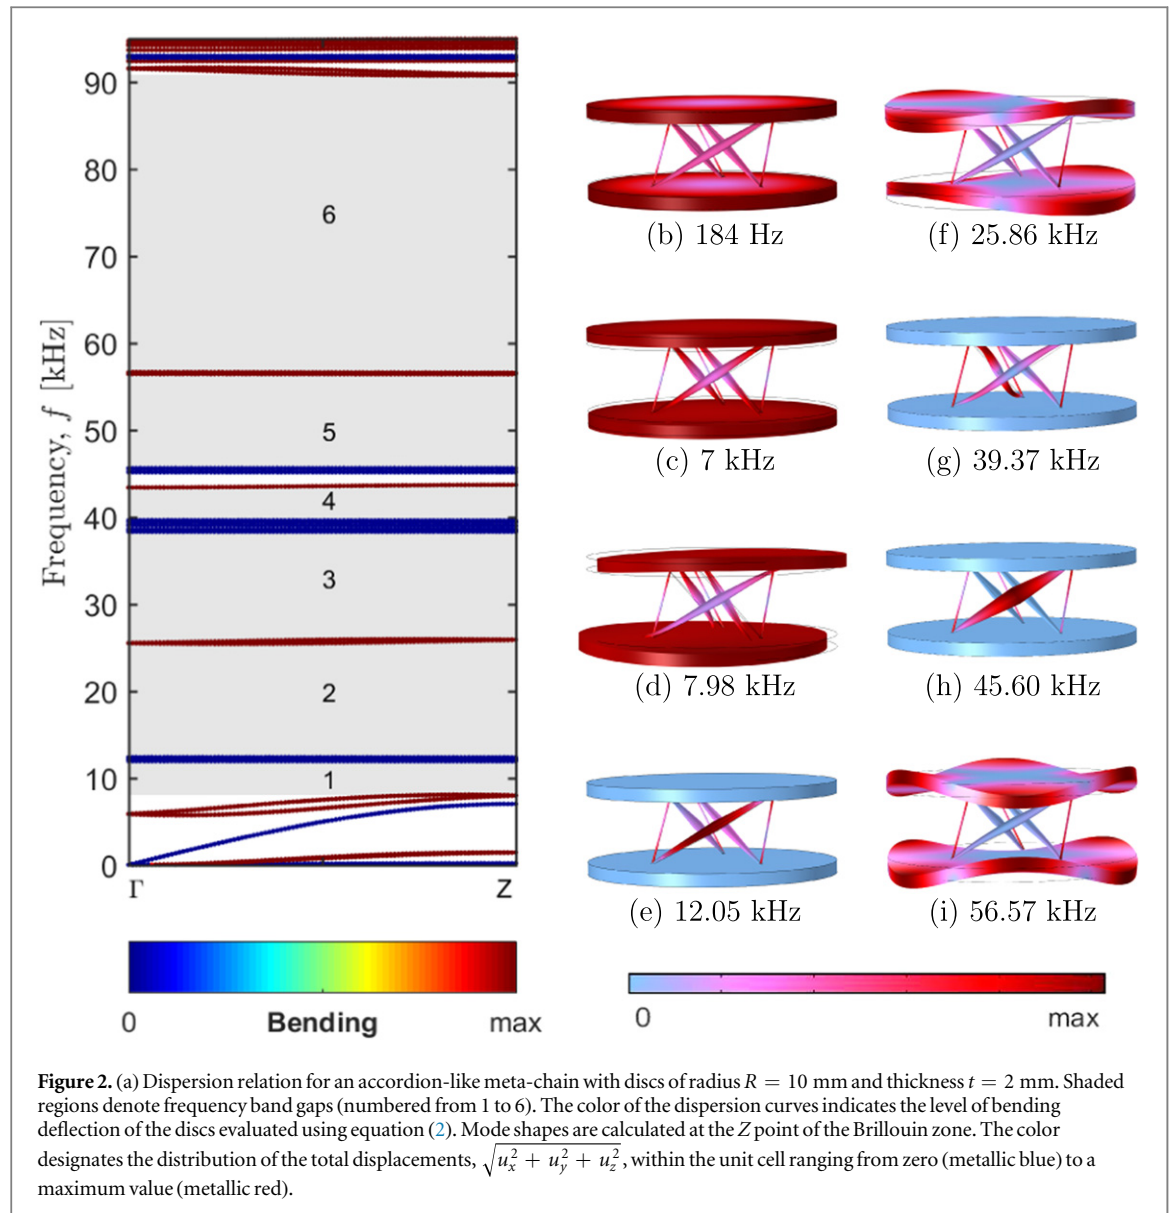 90
80
70
60
50
40
30
20
10
0
Frequency, f [kHz]
6
5
4
3
2
1
Γ
Z
0
Bending
max
(b) 184 Hz
(f) 25.86 kHz
(c) 7 kHz
(g) 39.37 kHz
(d) 7.98 kHz
(h) 45.60 kHz
(e) 12.05 kHz
(i) 56.57 kHz
0
max
Figure 2. (a) Dispersion relation for an accordion-like meta-chain with discs of radius R = 10 mm and thickness t = 2 mm. Shaded
regions denote frequency band gaps (numbered from 1 to 6). The color of the dispersion curves indicates the level of bending
deflection of the discs evaluated using equation (2). Mode shapes are calculated at the Z point of the Brillouin zone. The color
designates the distribution of the total displacements, √(u_x^2 + u_y^2 + u_z^2), within the unit cell ranging from zero (metallic blue) to a
maximum value (metallic red).